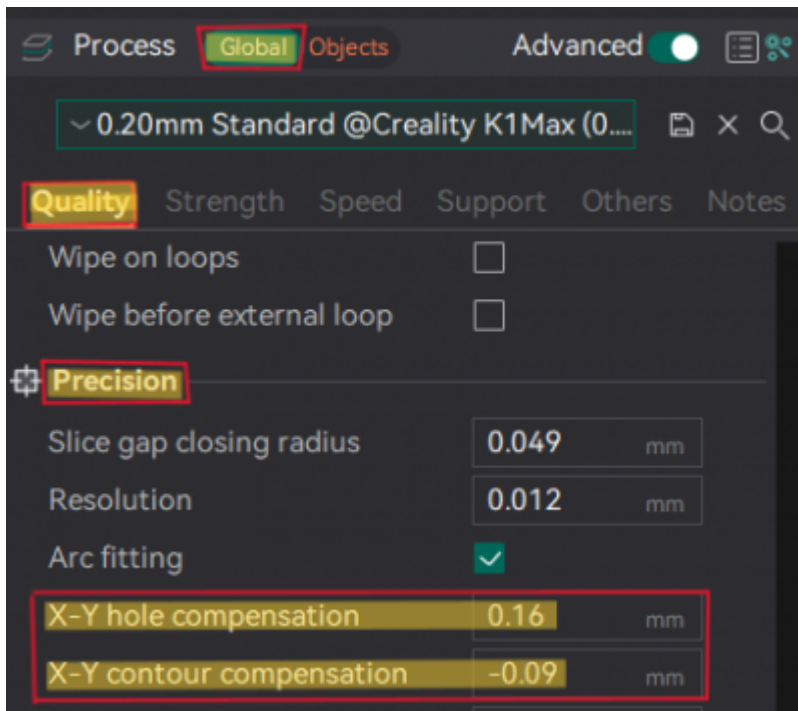 Process Global Objects Advanced
0.20mm Standard @Creality K1Max (0....
Quality Strength Speed Support Others Notes
Wipe on loops
Wipe before external loop
Precision
Slice gap closing radius 0.049 mm
Resolution 0.012 mm
Arc fitting
X-Y hole compensation 0.16 mm
X-Y contour compensation -0.09 mm